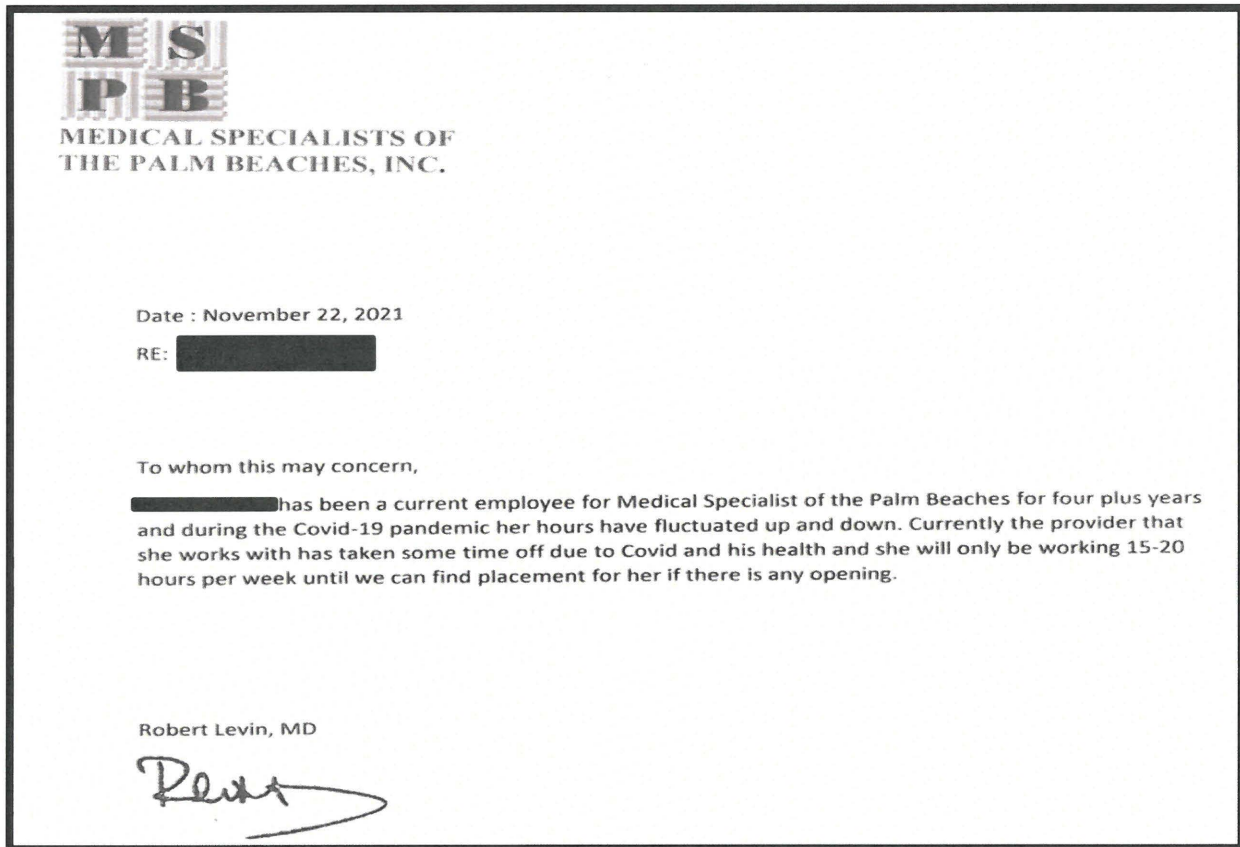 M S
P B
MEDICAL SPECIALISTS OF
THE PALM BEACHES, INC.
Date : November 22, 2021
RE:
To whom this may concern,
has been a current employee for Medical Specialist of the Palm Beaches for four plus years
and during the Covid-19 pandemic her hours have fluctuated up and down. Currently the provider that
she works with has taken some time off due to Covid and his health and she will only be working 15-20
hours per week until we can find placement for her if there is any opening.
Robert Levin, MD